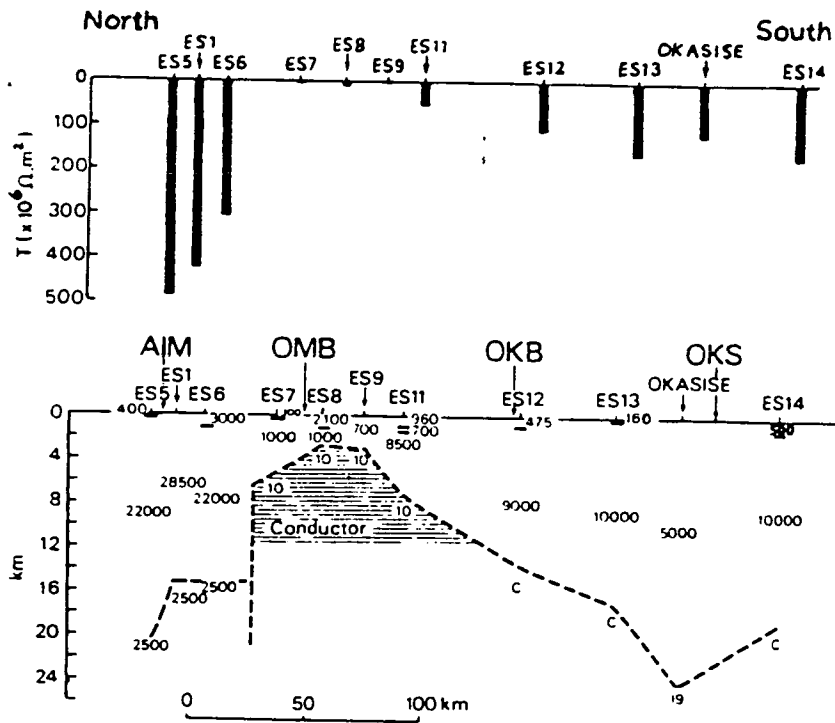 North South
ES1 ES8 ES11 OKASISE
ES5 ES6 ES7 ES9 ES12 ES13 ES14
0
100
200
300
400
500
T (x10⁶ Ω.m²)
AIM OMB OKB OKS
ES1 ES9 OKASISE
ES5 ES6 ES7 ES8 ES11 ES12 ES13 ES14
0 400 3000 2100 960 475 160
1000 1000 700 700
8500
4
10 10
28500 10
8 22000 22000 10 9000 10000 5000 10000
Conductor
12
km
16 2500 2500 C
2500
20 2500 C C
24
19
0 50 100 km